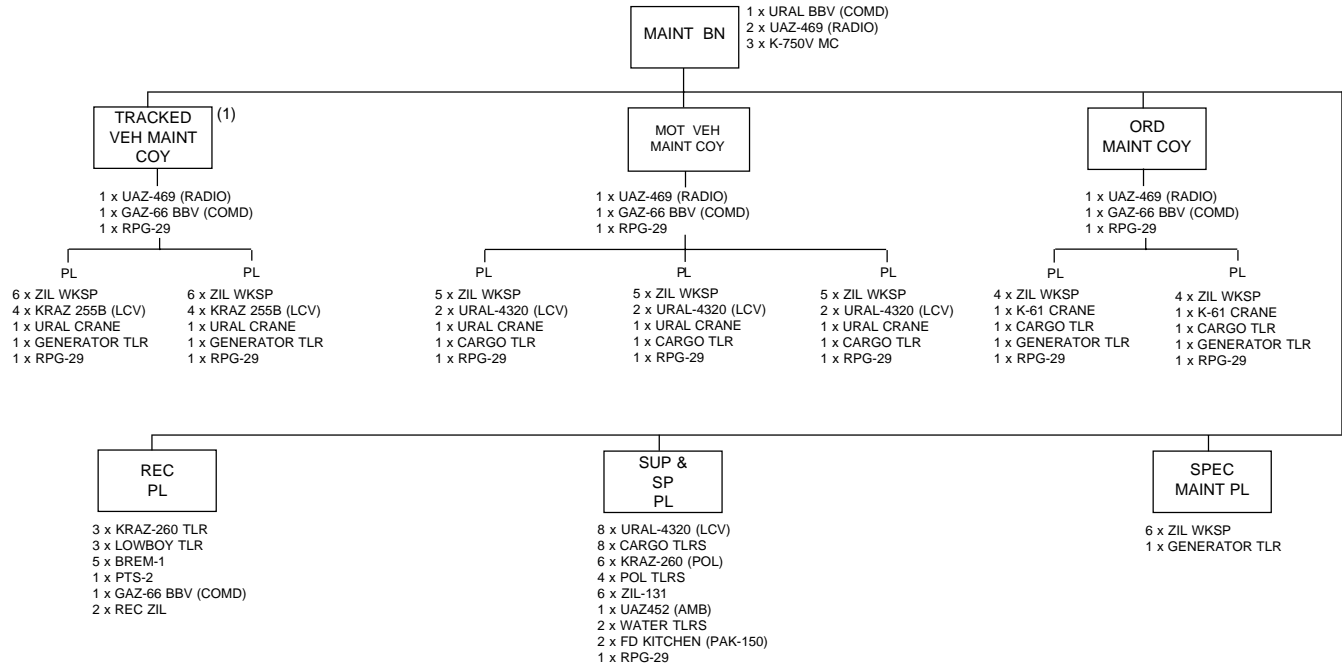 MAINT BN
1 x URAL BBV (COMD)
2 x UAZ-469 (RADIO)
3 x K-750V MC
TRACKED
VEH MAINT
COY
(1)
1 x UAZ-469 (RADIO)
1 x GAZ-66 BBV (COMD)
1 x RPG-29
PL
6 x ZIL WKSP
4 x KRAZ 255B (LCV)
1 x URAL CRANE
1 x GENERATOR TLR
1 x RPG-29
PL
6 x ZIL WKSP
4 x KRAZ 255B (LCV)
1 x URAL CRANE
1 x GENERATOR TLR
1 x RPG-29
MOT VEH
MAINT COY
1 x UAZ-469 (RADIO)
1 x GAZ-66 BBV (COMD)
1 x RPG-29
PL
5 x ZIL WKSP
2 x URAL-4320 (LCV)
1 x URAL CRANE
1 x CARGO TLR
1 x RPG-29
PL
5 x ZIL WKSP
2 x URAL-4320 (LCV)
1 x URAL CRANE
1 x CARGO TLR
1 x RPG-29
PL
5 x ZIL WKSP
2 x URAL-4320 (LCV)
1 x URAL CRANE
1 x CARGO TLR
1 x RPG-29
ORD
MAINT COY
1 x UAZ-469 (RADIO)
1 x GAZ-66 BBV (COMD)
1 x RPG-29
PL
4 x ZIL WKSP
1 x K-61 CRANE
1 x CARGO TLR
1 x GENERATOR TLR
1 x RPG-29
PL
4 x ZIL WKSP
1 x K-61 CRANE
1 x CARGO TLR
1 x GENERATOR TLR
1 x RPG-29
REC
PL
3 x KRAZ-260 TLR
3 x LOWBOY TLR
5 x BREM-1
1 x PTS-2
1 x GAZ-66 BBV (COMD)
2 x REC ZIL
SUP &
SP
PL
8 x URAL-4320 (LCV)
8 x CARGO TLRS
6 x KRAZ-260 (POL)
4 x POL TLRS
6 x ZIL-131
1 x UAZ452 (AMB)
2 x WATER TLRS
2 x FD KITCHEN (PAK-150)
1 x RPG-29
SPEC
MAINT PL
6 x ZIL WKSP
1 x GENERATOR TLR